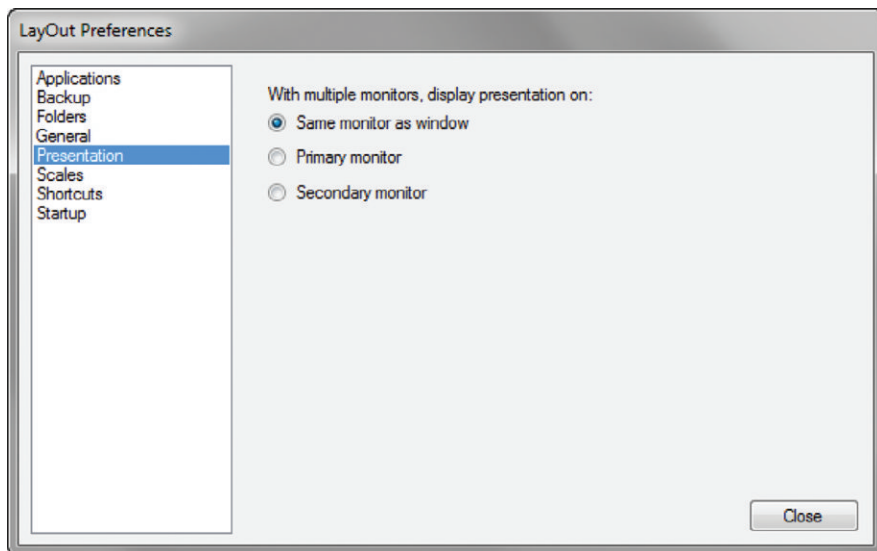 LayOut Preferences
Applications
Backup
Folders
General
Presentation
Scales
Shortcuts
Startup
With multiple monitors, display presentation on:
Same monitor as window
Primary monitor
Secondary monitor
Close